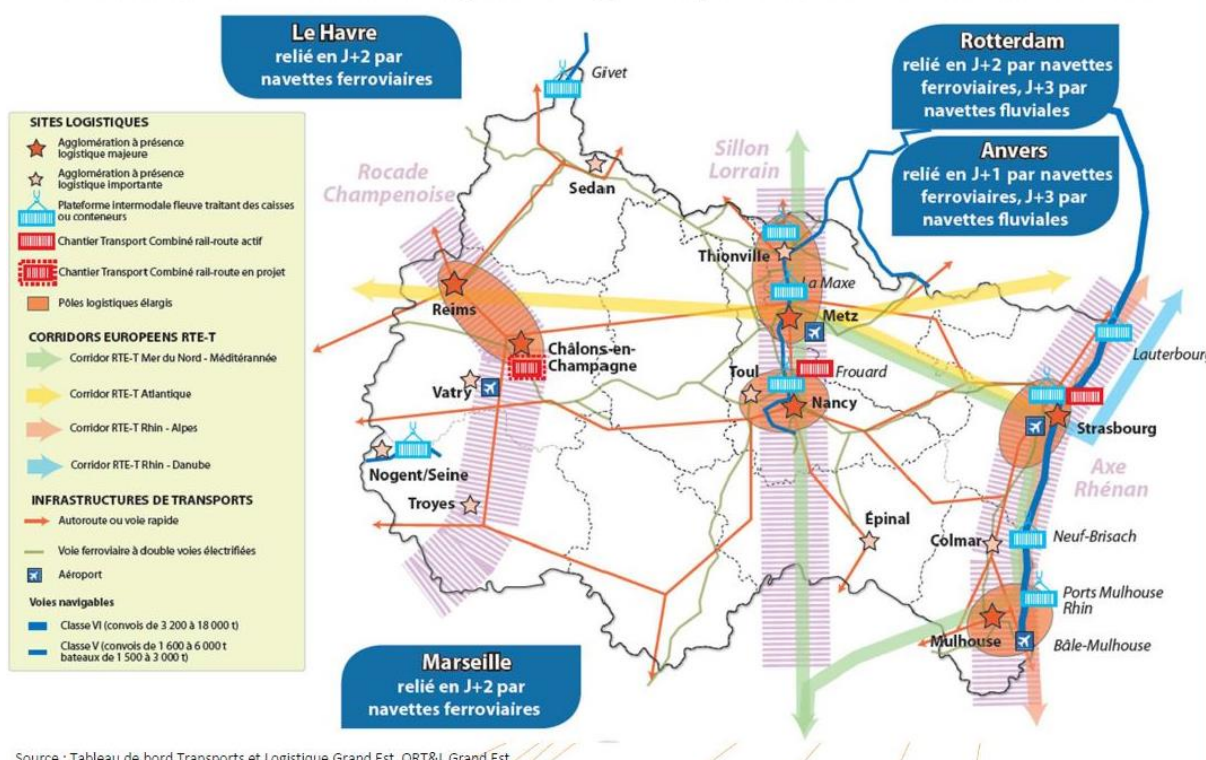 Le Havre
relié en J+2 par
navettes ferroviaires
Rotterdam
relié en J+2 par navettes
ferroviaires, J+3 par
navettes fluviales
Anvers
relié en J+1 par navettes
ferroviaires, J+3 par
navettes fluviales
SITES LOGISTIQUES
Agglomération à présence
logistique majeure
Agglomération à présence
logistique importante
Plateforme intermodale fleuve traitant des caisses
ou conteneurs
Chantier Transport Combiné rail-route actif
Chantier Transport Combiné rail-route en projet
Pôles logistiques élargis
CORRIDORS EUROPEENS RTE-T
Corridor RTE-T Mer du Nord - Méditérannée
Corridor RTE-T Atlantique
Corridor RTE-T Rhin - Alpes
Corridor RTE-T Rhin - Danube
INFRASTRUCTURES DE TRANSPORTS
Autoroute ou voie rapide
Voie ferroviaire à double voies électrifiées
Aéroport
Voies navigables
Classe VI (convois de 3 200 à 18 000 t)
Classe V (convois de 1 600 à 6 000 t
bateaux de 1 500 à 3 000 t)
Givet
Sedan
Rocade
Champenoise
Sillon
Lorrain
Thionville
La Maxe
Metz
Reims
Châlons-en-
Champagne
Vatry
Toul
Frouard
Nancy
Lauterbourg
Strasbourg
Nogent/Seine
Troyes
Axe
Rhénan
Épinal
Colmar
Neuf-Brisach
Ports Mulhouse
Rhin
Mulhouse
Bâle-Mulhouse
Marseille
relié en J+2 par
navettes ferroviaires
Source : Tableau de bord Transports et Logistique Grand Est, ORT&L Grand Est